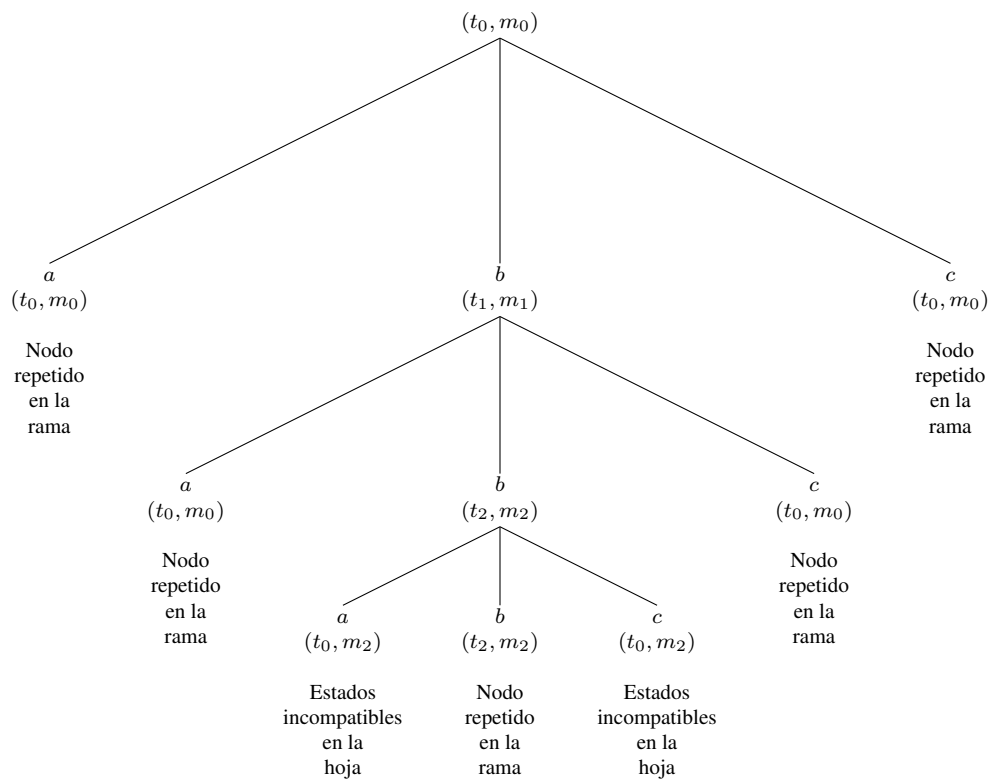 (t₀, m₀)
a
(t₀, m₀)
Nodo
repetido
en la
rama
b
(t₁, m₁)
c
(t₀, m₀)
Nodo
repetido
en la
rama
a
(t₀, m₀)
Nodo
repetido
en la
rama
b
(t₂, m₂)
c
(t₀, m₀)
Nodo
repetido
en la
rama
a
(t₀, m₂)
Estados
incompatibles
en la
hoja
b
(t₂, m₂)
Nodo
repetido
en la
rama
c
(t₀, m₂)
Estados
incompatibles
en la
hoja